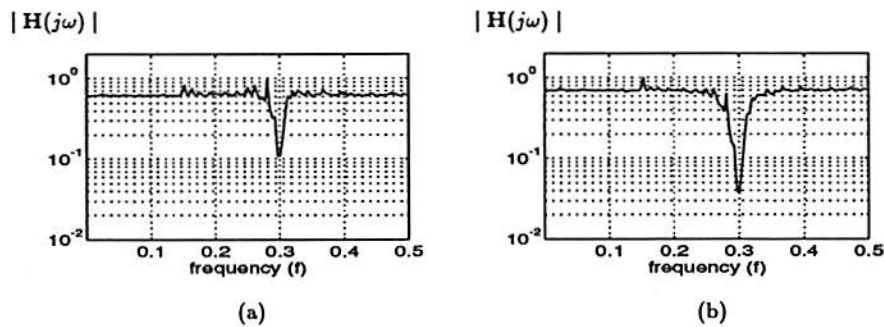 | H(jω) |
10⁰
10⁻¹
10⁻²
0.1 0.2 0.3 0.4 0.5
frequency (f)
(a)
| H(jω) |
10⁰
10⁻¹
10⁻²
0.1 0.2 0.3 0.4 0.5
frequency (f)
(b)